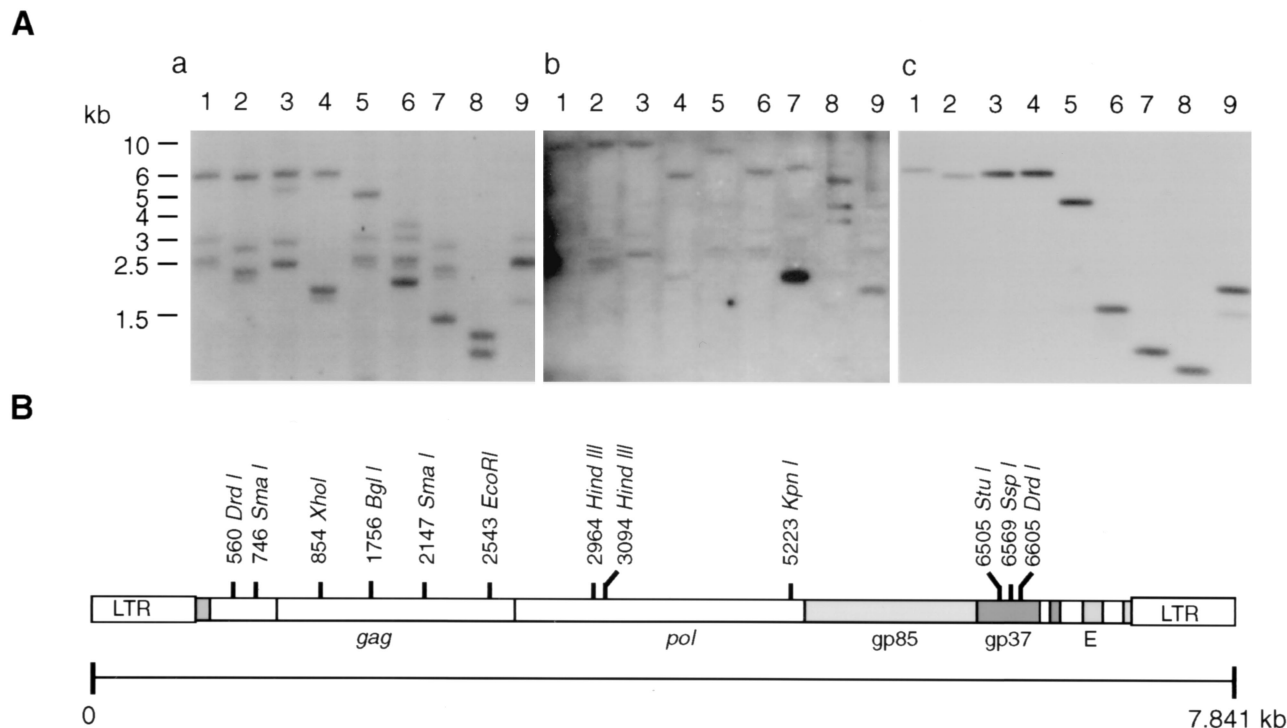 A
a b c
kb 1 2 3 4 5 6 7 8 9 1 2 3 4 5 6 7 8 9 1 2 3 4 5 6 7 8 9
10
6
5
4
3
2.5
1.5
B
560 Drd I
746 Sma I
854 XhoI
1756 Bgl I
2147 Sma I
2543 EcoRI
2964 Hind III
3094 Hind III
5223 Kpn I
6505 Stu I
6569 Ssp I
6605 Drd I
LTR LTR
gag pol gp85 gp37 E
0 7.841 kb